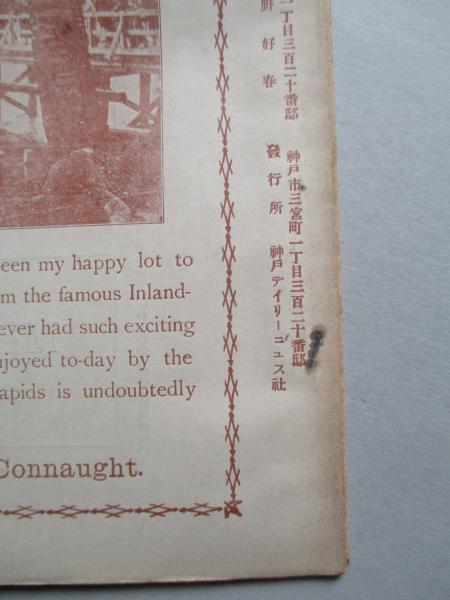 een my happy lot to
m the famous Inland-
ever had such exciting
njoyed to-day by the
apids is undoubtedly
Connaught.
一丁目三百二十番邸
野好春
神戸市三宮町一丁目三百二十番邸
發行所 神戸デイリーニュス社